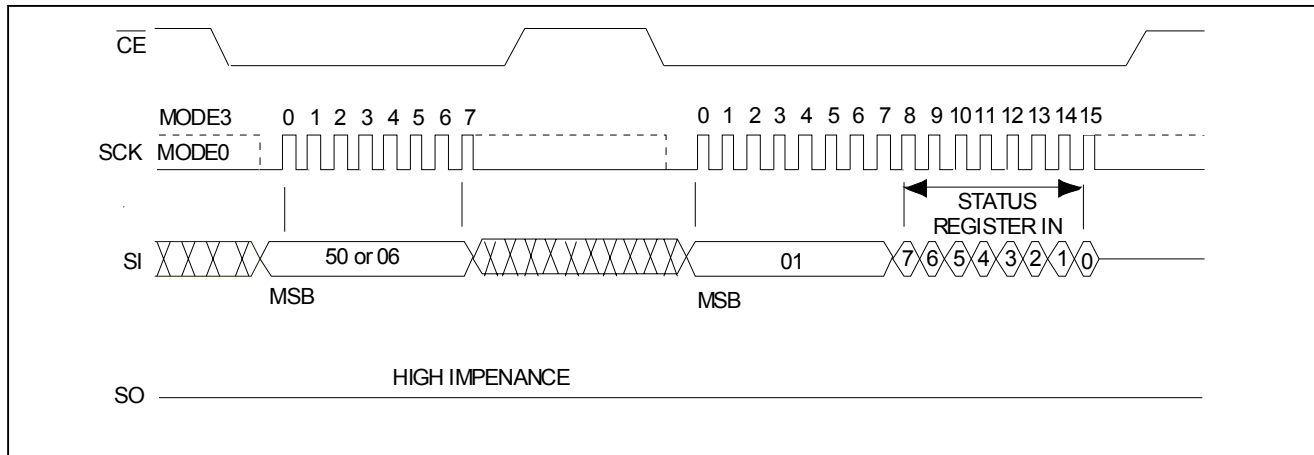 CE
MODE3 0 1 2 3 4 5 6 7 0 1 2 3 4 5 6 7 8 9 10 11 12 13 14 15
SCK MODE0
STATUS
REGISTER IN
SI 50 or 06 01 7 6 5 4 3 2 1 0
MSB MSB
HIGH IMPENANCE
SO